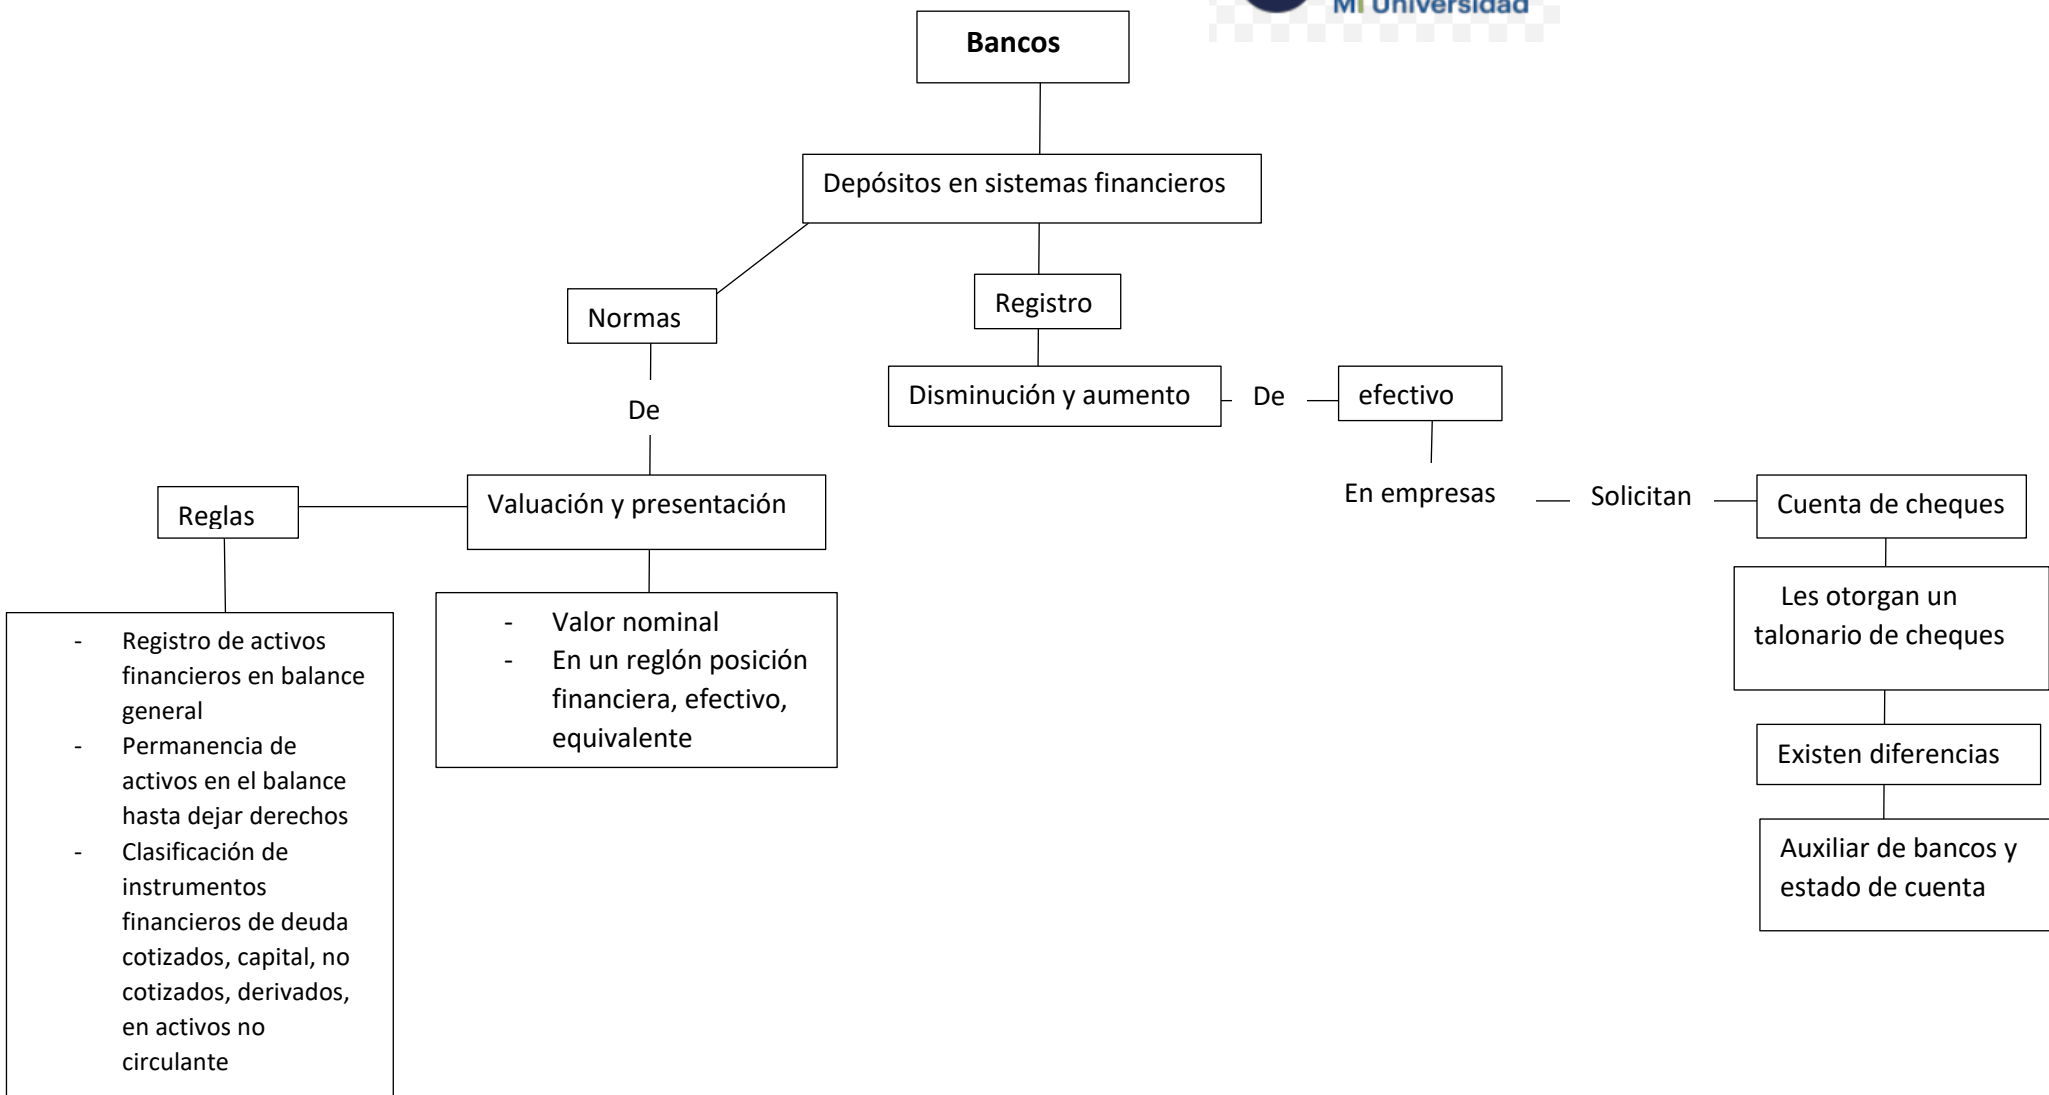 Mi Universidad
Bancos
Depósitos en sistemas financieros
Normas
Registro
Disminución y aumento
De
efectivo
De
En empresas
Solicitan
Cuenta de cheques
Reglas
Valuación y presentación
Les otorgan un
talonario de cheques
- Valor nominal
- En un reglón posición
financiera, efectivo,
equivalente
- Registro de activos
financieros en balance
general
- Permanencia de
activos en el balance
hasta dejar derechos
- Clasificación de
instrumentos
financieros de deuda
cotizados, capital, no
cotizados, derivados,
en activos no
circulante
Existen diferencias
Auxiliar de bancos y
estado de cuenta